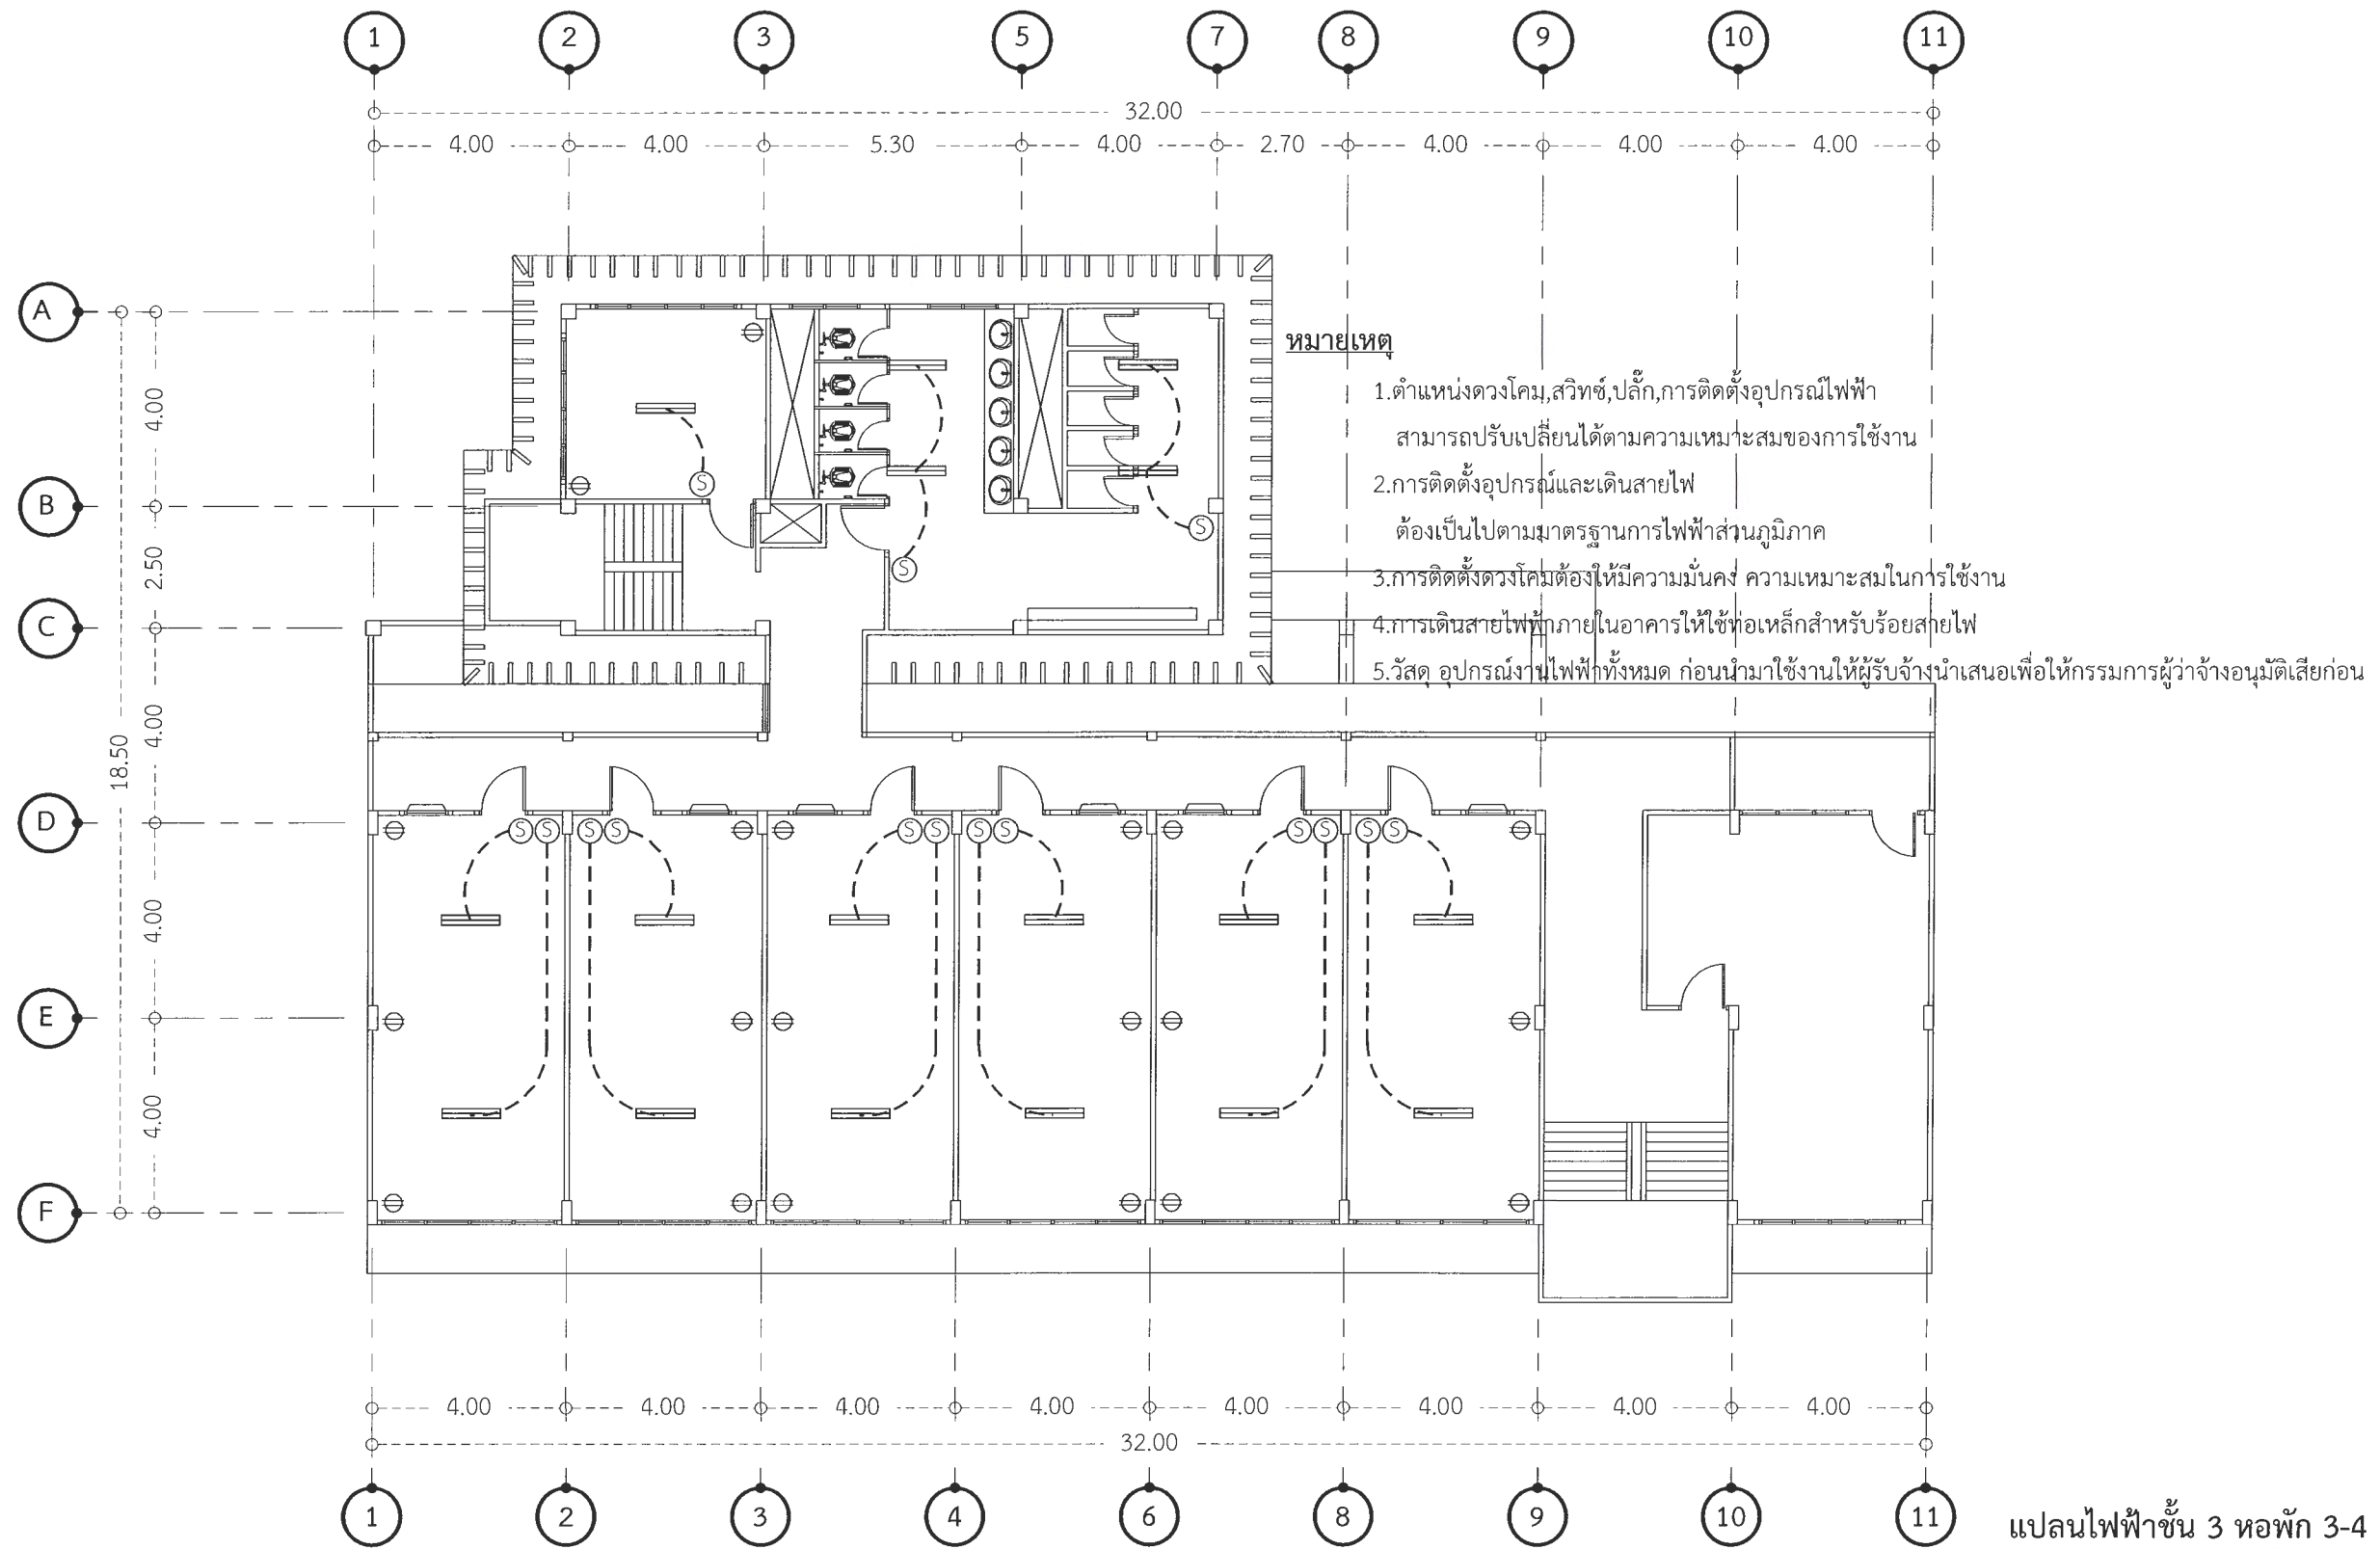 1 2 3 5 7 8 9 10 11
32.00
4.00 4.00 5.30 4.00 2.70 4.00 4.00 4.00
A
B
C
D
E
F
4.00
2.50
4.00
4.00
4.00
18.50
หมายเหตุ
1.ตำแหน่งดวงโคม,สวิทซ์,ปลั๊ก,การติดตั้งอุปกรณ์ไฟฟ้า
สามารถปรับเปลี่ยนได้ตามความเหมาะสมของการใช้งาน
2.การติดตั้งอุปกรณ์และเดินสายไฟ
ต้องเป็นไปตามมาตรฐานการไฟฟ้าส่วนภูมิภาค
3.การติดตั้งดวงโคมต้องให้มีความมั่นคง ความเหมาะสมในการใช้งาน
4.การเดินสายไฟฟ้าภายในอาคารให้ใช้ท่อเหล็กสำหรับร้อยสายไฟ
5.วัสดุ อุปกรณ์งานไฟฟ้าทั้งหมด ก่อนนำมาใช้งานให้ผู้รับจ้างนำเสนอเพื่อให้กรรมการผู้ว่าจ้างอนุมัติเสียก่อน
S
S
S
S S S S S S S S S S S S
4.00 4.00 4.00 4.00 4.00 4.00 4.00 4.00
32.00
1 2 3 4 6 8 9 10 11
แปลนไฟฟ้าชั้น 3 หอพัก 3-4